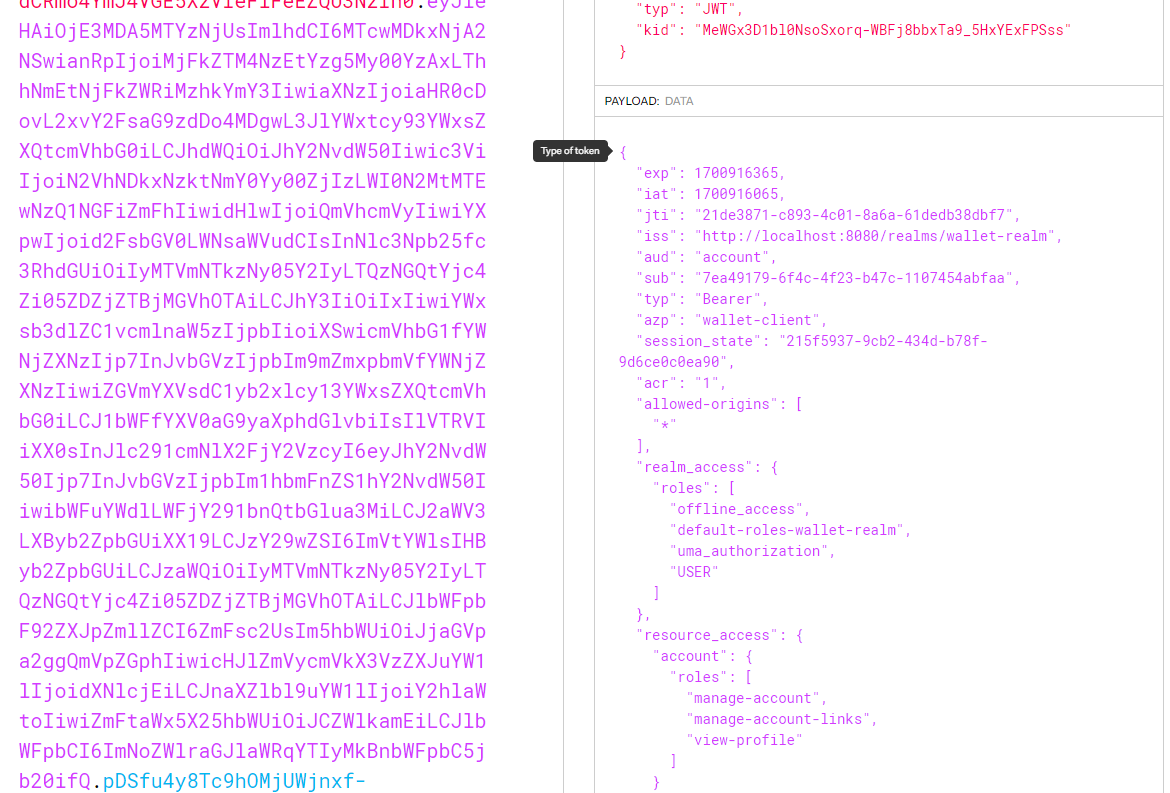 HAiOjE3MDA5MTYzNjUsImlhdCI6MTcwMDkxNjA2
NSwianRpIjoiMjFkZTM4NzEtYzg5My00YzAxLTh
hNmEtNjFkZWRiMzhkYmY3IiwiaXNzIjoiaHR0cD
ovL2xvY2FsaG9zdDo4MDgwL3JlYWxtcy93YWxsZ
XQtcmVhbG0iLCJhdWQiOiJhY2NvdW50Iiwic3Vi
IjoiN2VhNDkxNzktNmY0Yy00ZjIzLWI0N2MtMTE
wNzQ1NGFiZmFhIiwidHlwIjoiQmVhcmVyIiwiYX
pwIjoid2FsbGV0LWNsaWVudCIsInNlc3Npb25fc
3RhdGUiOiIyMTVmNTkzNy05Y2IyLTQzNGQtYjc4
Zi05ZDZjZTBjMGVhOTAiLCJhY3IiOiIxIiwiYWx
sb3dlZC1vcmlnaW5zIjpbIioiXSwicmVhbG1fYW
NjZXNzIjp7InJvbGVzIjpbIm9mZmxpbmVfYWNjZ
XNzIiwiZGVmYXVsdC1yb2xlcy13YWxsZXQtcmVh
bG0iLCJ1bWFfYXV0aG9yaXphdGlvbiIsIlVTRVI
iXX0sInJlc291cmNlX2FjY2VzcyI6eyJhY2NvdW
50Ijp7InJvbGVzIjpbIm1hbmFnZS1hY2NvdW50I
iwibWFuYWdlLWFjY291bnQtbGlua3MiLCJ2aWV3
LXByb2ZpbGUiXX19LCJzY29wZSI6ImVtYWlsIHB
yb2ZpbGUiLCJzaWQiOiIyMTVmNTkzNy05Y2IyLT
QzNGQtYjc4Zi05ZDZjZTBjMGVhOTAiLCJlbWFpb
F92ZXJpZmllZCI6ZmFsc2UsIm5hbWUiOiJjaGVp
a2ggQmVpZGphIiwicHJlZmVycmVkX3VzZXJuYW1
lIjoidXNlcjEiLCJnaXZlbl9uYW1lIjoiY2hlaW
toIiwiZmFtaWx5X25hbWUiOiJCZWlkamEiLCJlb
WFpbCI6ImNoZWlraGJlaWRqYTIyMkBnbWFpbC5j
b20ifQ.pDSfu4y8Tc9hOMjUWjnxf-
"typ": "JWT",
"kid": "MeWGx3D1bl0NsoSxorq-WBFj8bbxTa9_5HxYExFPSss"
}
PAYLOAD: DATA
Type of token
{
"exp": 1700916365,
"iat": 1700916065,
"jti": "21de3871-c893-4c01-8a6a-61dedb38dbf7",
"iss": "http://localhost:8080/realms/wallet-realm",
"aud": "account",
"sub": "7ea49179-6f4c-4f23-b47c-1107454abfaa",
"typ": "Bearer",
"azp": "wallet-client",
"session_state": "215f5937-9cb2-434d-b78f-
9d6ce0c0ea90",
"acr": "1",
"allowed-origins": [
"*"
],
"realm_access": {
"roles": [
"offline_access",
"default-roles-wallet-realm",
"uma_authorization",
"USER"
]
},
"resource_access": {
"account": {
"roles": [
"manage-account",
"manage-account-links",
"view-profile"
]
}